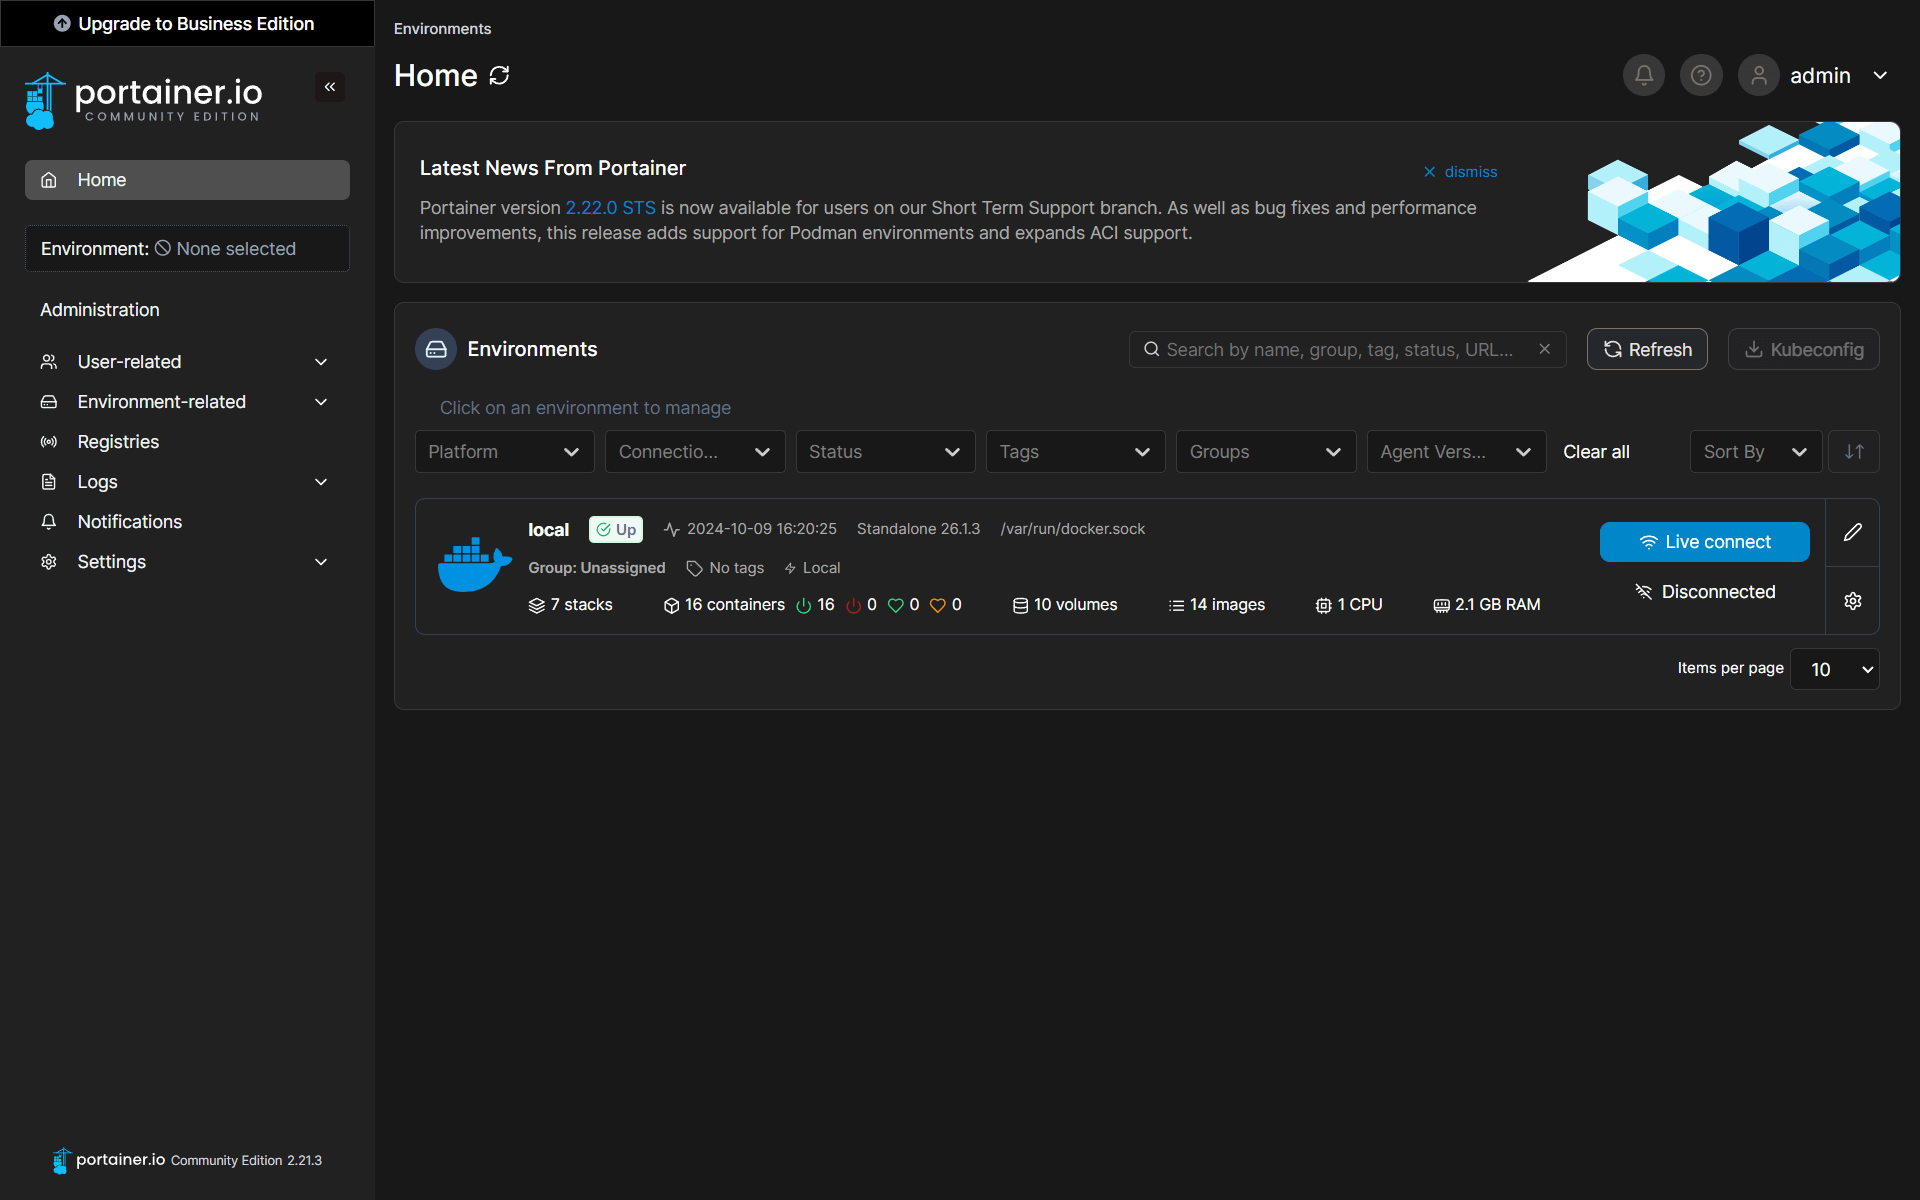 Upgrade to Business Edition
portainer.io
COMMUNITY EDITION
Home
Environment: None selected
Administration
User-related
Environment-related
Registries
Logs
Notifications
Settings
portainer.io Community Edition 2.21.3
Environments
Home
admin
Latest News From Portainer
dismiss
Portainer version 2.22.0 STS is now available for users on our Short Term Support branch. As well as bug fixes and performance
improvements, this release adds support for Podman environments and expands ACI support.
Environments
Search by name, group, tag, status, URL...
Refresh
Kubeconfig
Click on an environment to manage
Platform
Connectio...
Status
Tags
Groups
Agent Vers...
Clear all
Sort By
local Up 2024-10-09 16:20:25 Standalone 26.1.3 /var/run/docker.sock
Group: Unassigned No tags Local
7 stacks 16 containers 16 0 0 0 10 volumes 14 images 1 CPU 2.1 GB RAM
Live connect
Disconnected
Items per page 10